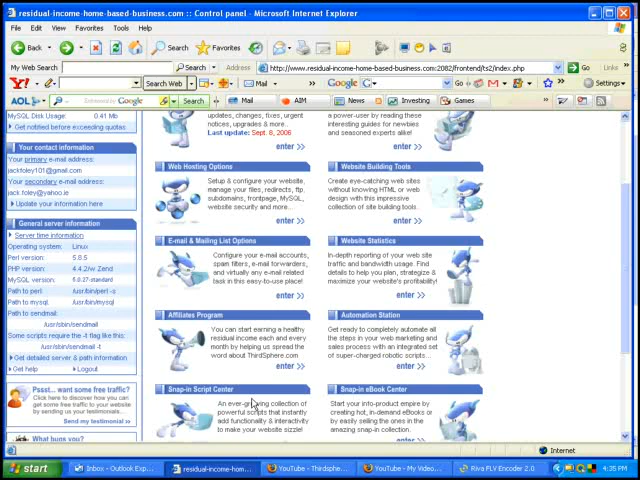 residual-income-home-based-business.com :: Control panel - Microsoft Internet Explorer
File Edit View Favorites Tools Help
Back Search Favorites
My Web Search Search Address http://www.residual-income-home-based-business.com:2082/frontend/ts2/index.php Go Links »
Y! Search Web Mail » Google G Go Settings
AOL Enhanced by Google Search Mail AIM News Investing Games »
MySQL Disk Usage: 0.41 Mb
Get notified before exceeding quotas
Your contact information
Your primary e-mail address:
jackfoley101@gmail.com
Your secondary e-mail address:
jack.foley@yahoo.ie
Update your information here
General server information
Server time information
Operating system: Linux
Perl version: 5.8.5
PHP version: 4.4.2/w Zend
MySQL version: 5.0.27-standard
Path to perl: /usr/bin/perl -s
Path to mysql: /usr/bin/mysql
Path to sendmail:
/usr/sbin/sendmail
Some scripts require the -t flag like this:
/usr/sbin/sendmail -t
Get detailed server & path information
Get help Logout
Pssst... want some free traffic?
Click here to discover how you can
get some free traffic to your website
by sending us your testimonials...
Send my testimonial >>
What bugs you?
updates, changes, fixes, urgent
notices, upgrades & more...
Last update: Sept. 8, 2006
enter >>
a power-user by reading these
interesting guides for newbies
and seasoned experts alike!
enter >>
Web Hosting Options
Setup & configure your website,
manage your files, redirects, ftp,
subdomains, frontpage, MySQL,
website security and more...
enter >>
Website Building Tools
Create eye-catching web sites
without knowing HTML or web
design with this impressive
collection of site building tools.
enter >>
E-mail & Mailing List Options
Configure your e-mail accounts,
spam filters, e-mail forwarders,
and virtually any e-mail related
task in this easy-to-use place!
enter >>
Website Statistics
In-depth reporting of your web site
traffic and bandwidth usage. Find
details to help you plan, strategize &
maximize your website's profitability!
enter >>
Affiliates Program
You can start earning a healthy
residual income each and every
month by helping us spread the
word about ThirdSphere.com
enter >>
Automation Station
Get ready to completely automate all
the steps in your web marketing and
sales process with an integrated set
of super-charged robotic scripts...
enter >>
Snap-in Script Center
An ever-growing collection of
powerful scripts that instantly
add functionality & interactivity
to make your website sizzle!
Snap-in eBook Center
Start your info-product empire by
creating hot, in-demand eBooks or
by easily selling the ones in the
amazing snap-in collection.
Internet
start Inbox - Outlook Exp... residual-income-hom... YouTube - Thirdsphe... YouTube - My Video... Riva FLV Encoder 2.0 4:35 PM